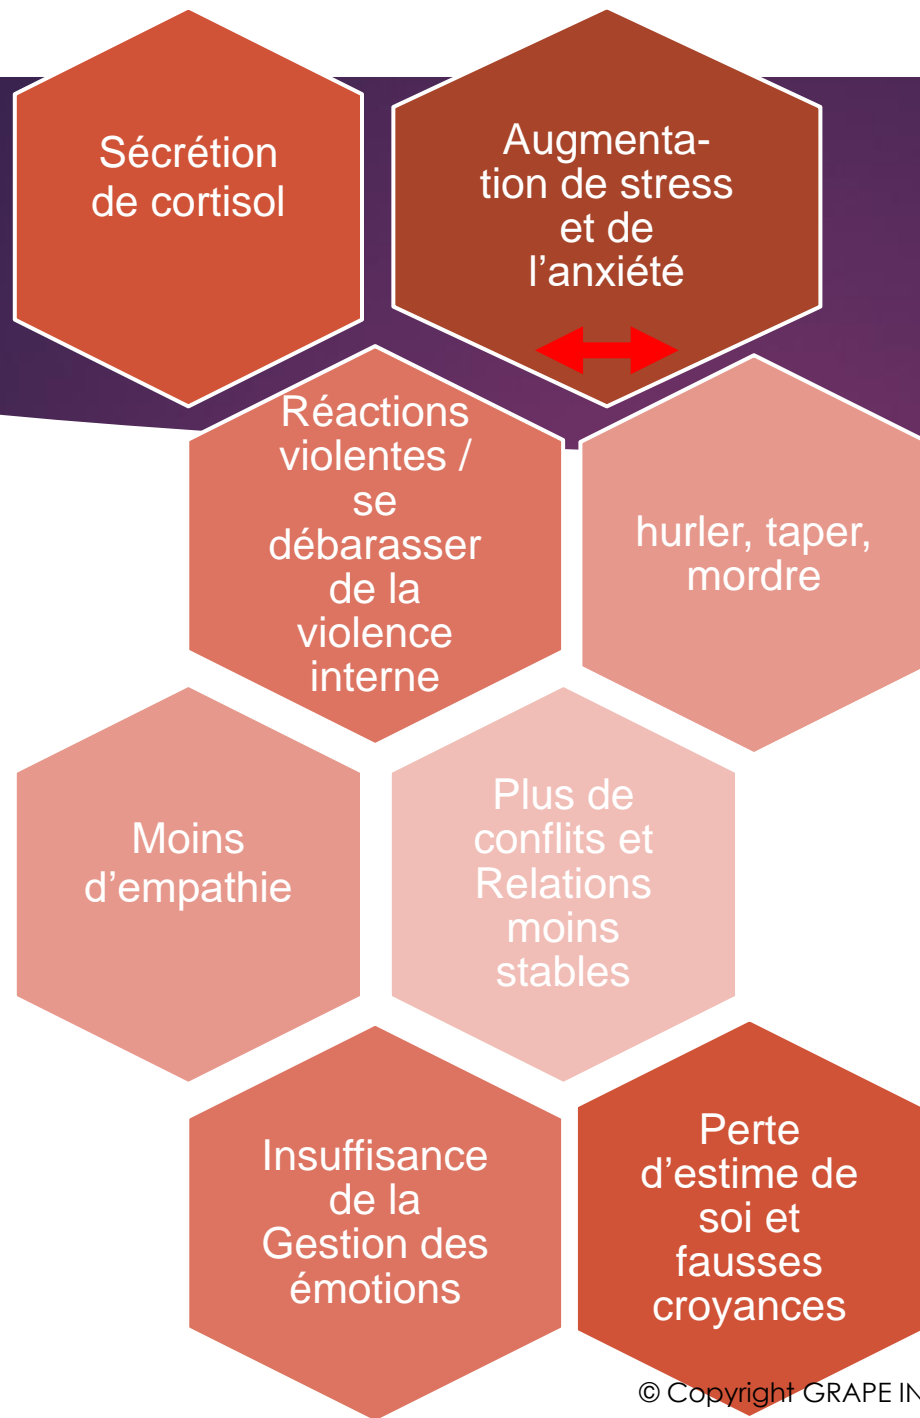 Sécrétion
de cortisol
Augmenta-
tion de stress
et de
l’anxiété
Réactions
violentes /
se
débarasser
de la
violence
interne
hurler, taper,
mordre
Moins
d’empathie
Plus de
conflits et
Relations
moins
stables
Insuffisance
de la
Gestion des
émotions
Perte
d’estime de
soi et
fausses
croyances
© Copyright GRAPE IN